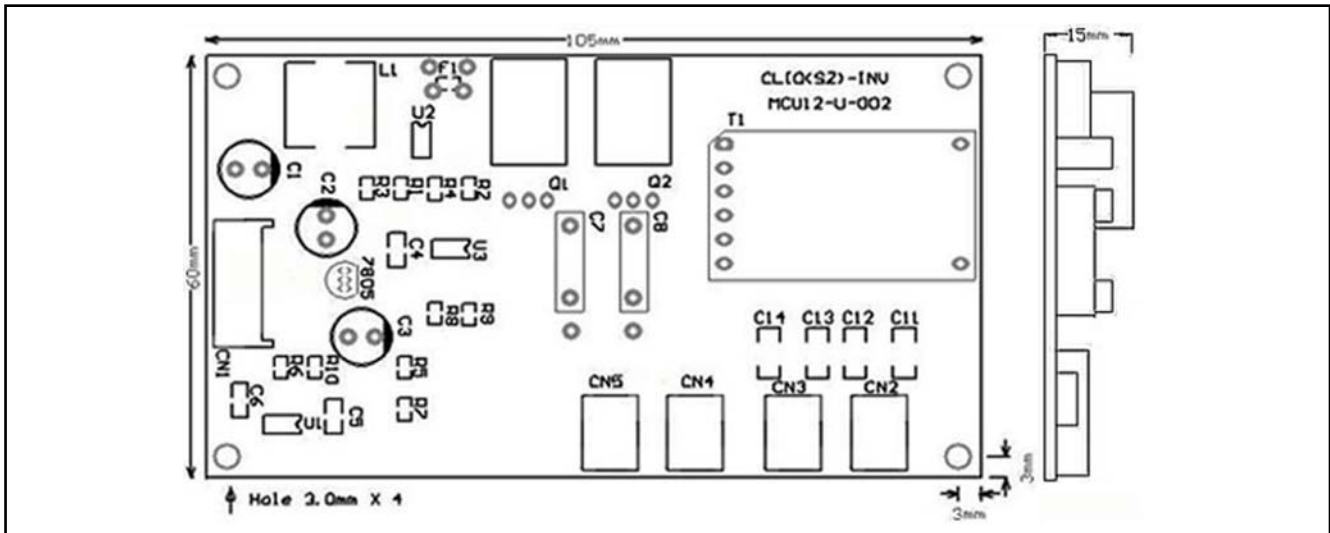 105mm
15mm
L1
F1
CL(Q(S2)-INV
MCU12-U-002
U2
T1
C1
C2
R3
R1
R4
R2
Q1
Q2
C7
C8
60mm
C4
U3
7805
R8
R9
C3
C14
C13
C12
C11
CN1
R6
R10
R5
CN5
CN4
CN3
CN2
C6
U1
C5
R7
3mm
Hole 3.0mm X 4
3mm